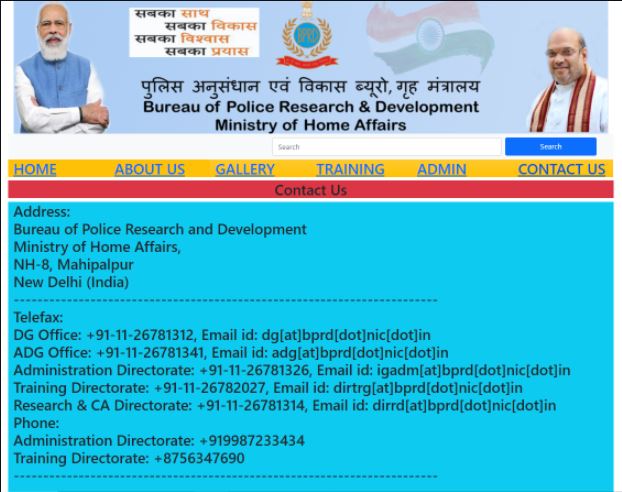 सबका साथ
सबका विकास
सबका विश्वास
सबका प्रयास
पुलिस अनुसंधान एवं विकास ब्यूरो, गृह मंत्रालय
Bureau of Police Research & Development
Ministry of Home Affairs
Search
Search
HOME ABOUT US GALLERY TRAINING ADMIN CONTACT US
Contact Us
Address:
Bureau of Police Research and Development
Ministry of Home Affairs,
NH-8, Mahipalpur
New Delhi (India)
------------------------------------------------------------------------
Telefax:
DG Office: +91-11-26781312, Email id: dg[at]bprd[dot]nic[dot]in
ADG Office: +91-11-26781341, Email id: adg[at]bprd[dot]nic[dot]in
Administration Directorate: +91-11-26781326, Email id: igadm[at]bprd[dot]nic[dot]in
Training Directorate: +91-11-26782027, Email id: dirtrg[at]bprd[dot]nic[dot]in
Research & CA Directorate: +91-11-26781314, Email id: dirrd[at]bprd[dot]nic[dot]in
Phone:
Administration Directorate: +919987233434
Training Directorate: +8756347690
------------------------------------------------------------------------